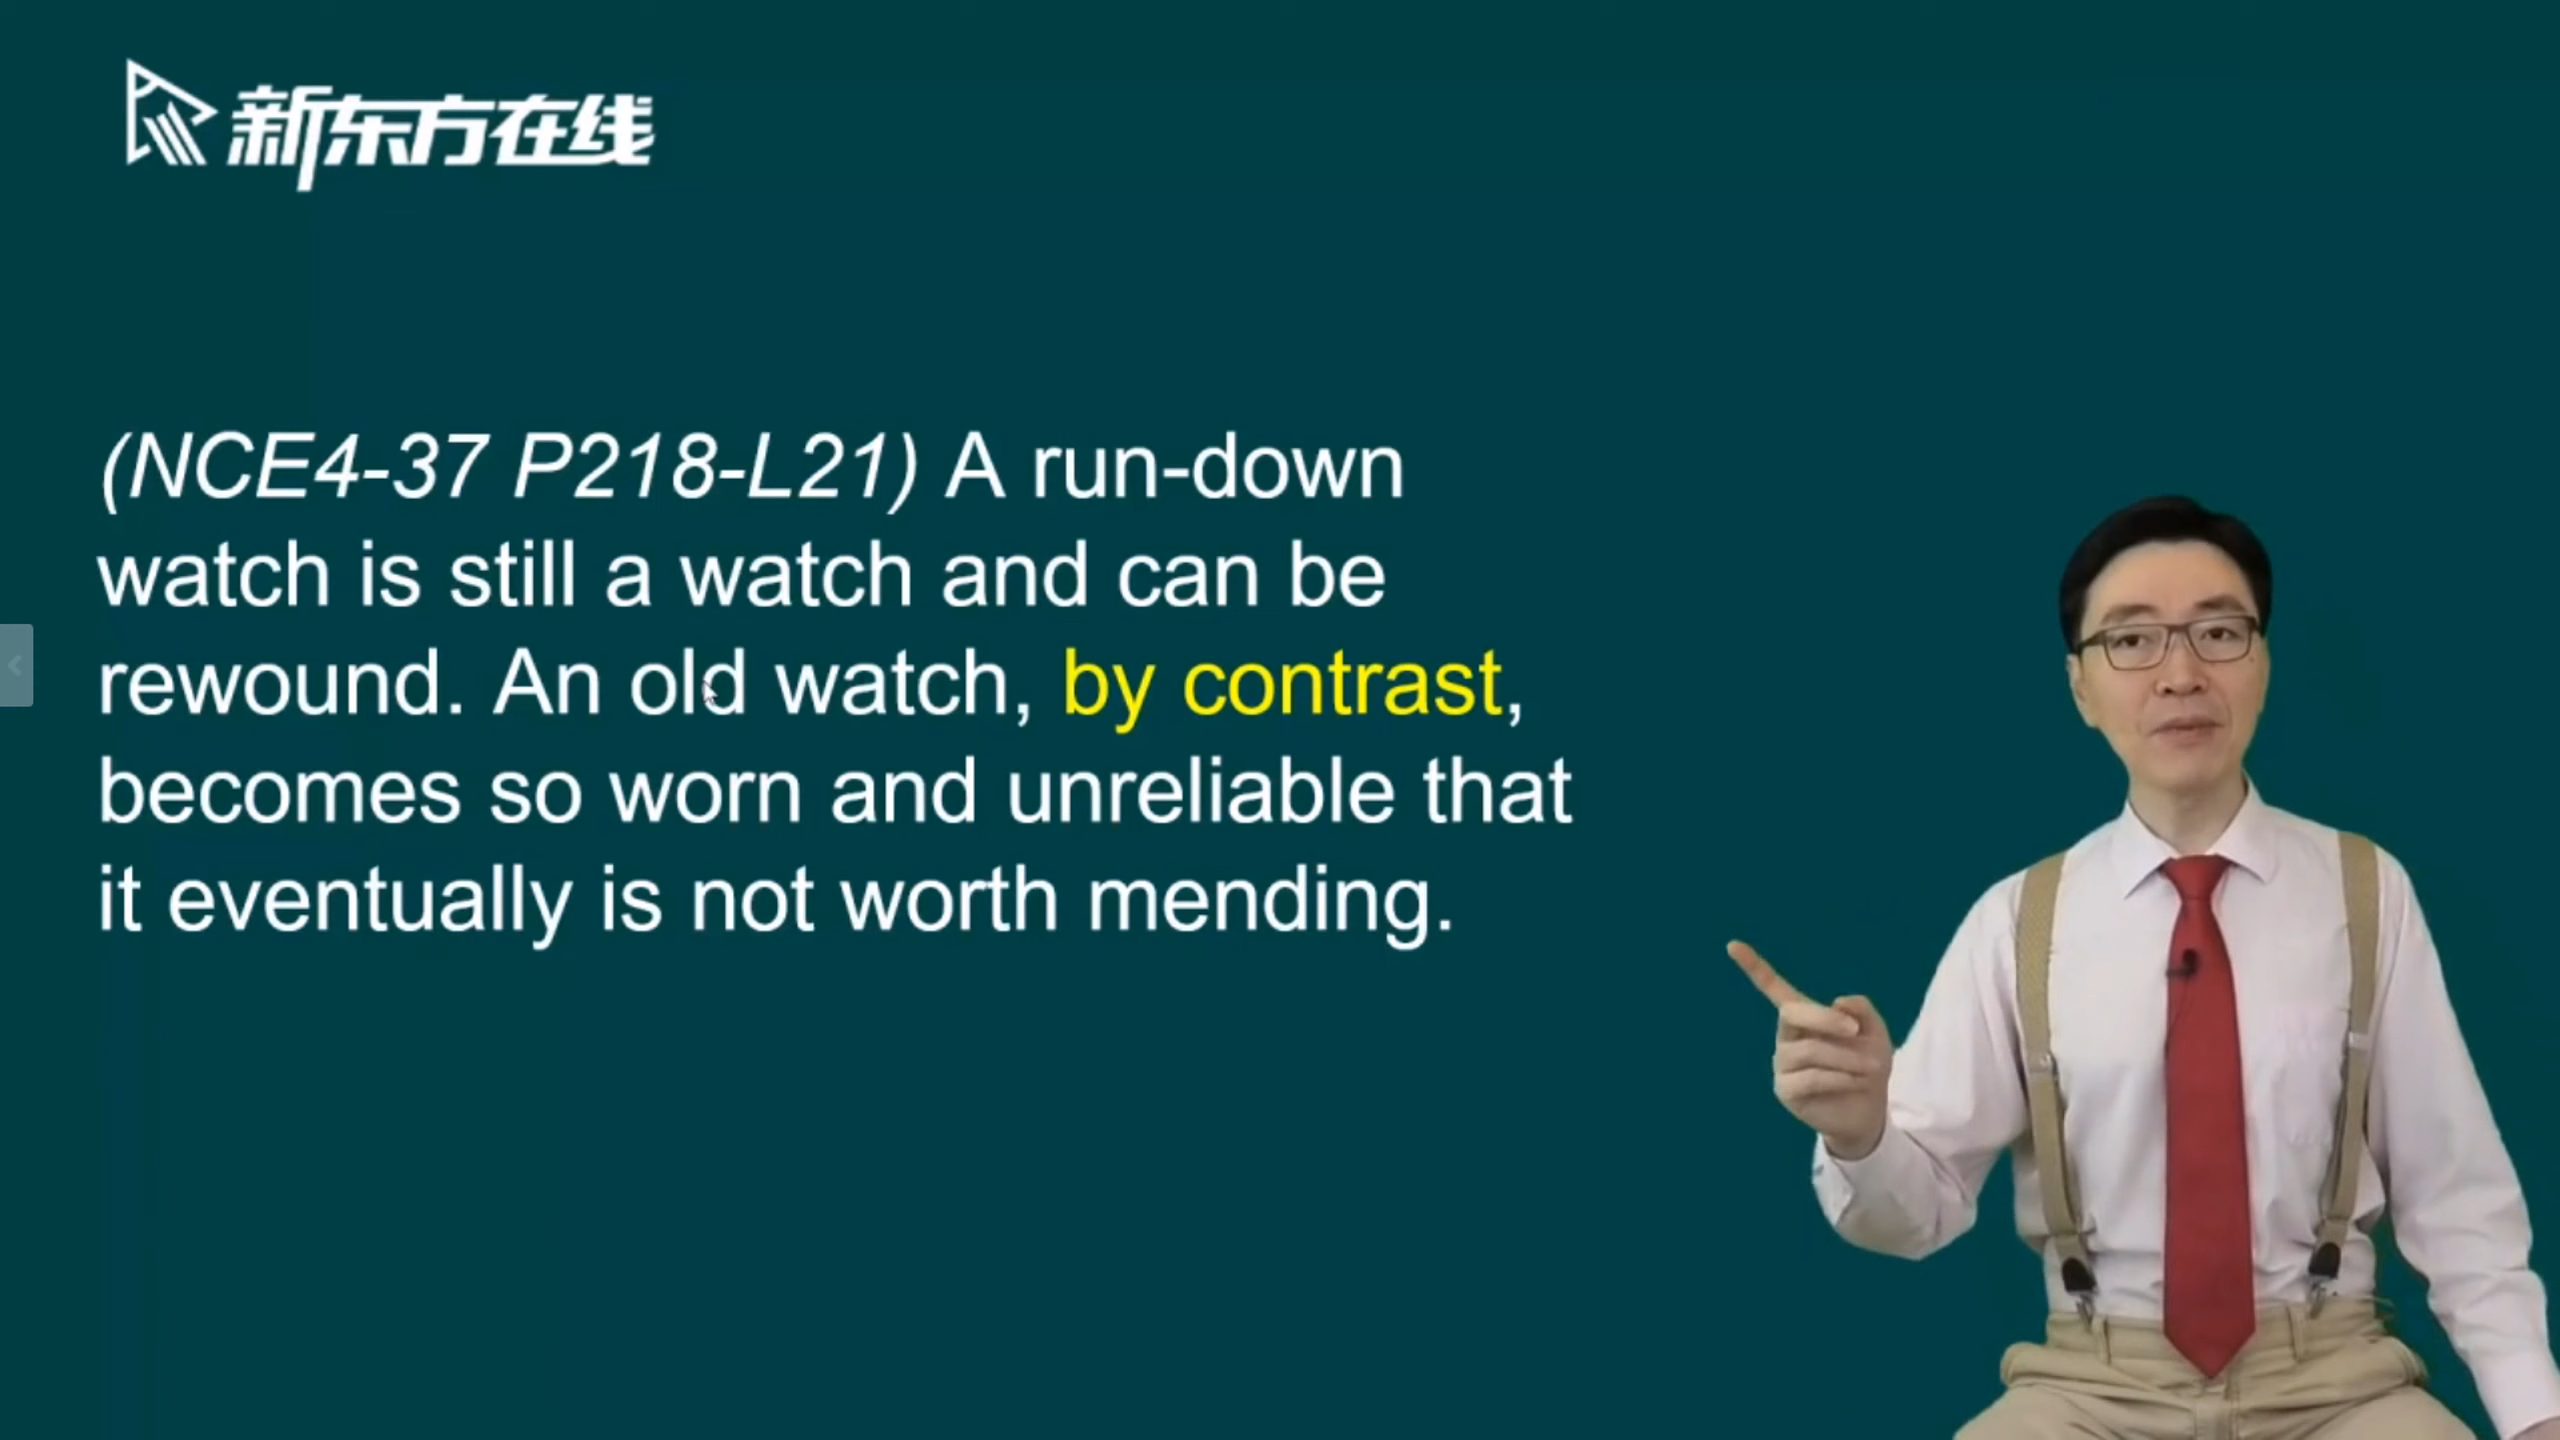 新东方在线
(NCE4-37 P218-L21) A run-down
watch is still a watch and can be
rewound. An old watch, by contrast,
becomes so worn and unreliable that
it eventually is not worth mending.